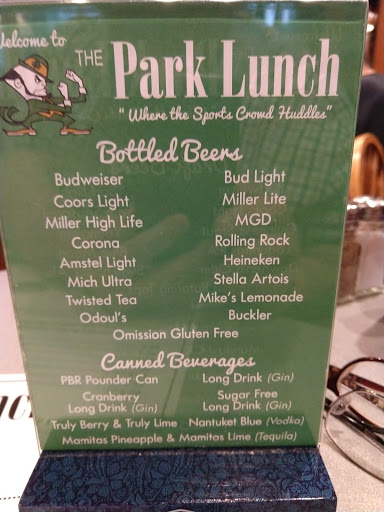 Welcome to
THE Park Lunch
"Where the Sports Crowd Huddles"
Bottled Beers
Budweiser Bud Light
Coors Light Miller Lite
Miller High Life MGD
Corona Rolling Rock
Amstel Light Heineken
Mich Ultra Stella Artois
Twisted Tea Mike's Lemonade
Odoul's Buckler
Omission Gluten Free
Canned Beverages
PBR Pounder Can Long Drink (Gin)
Cranberry Sugar Free
Long Drink (Gin) Long Drink (Gin)
Truly Berry & Truly Lime Nantuket Blue (Vodka)
Mamitas Pineapple & Mamitas Lime (Tequila)